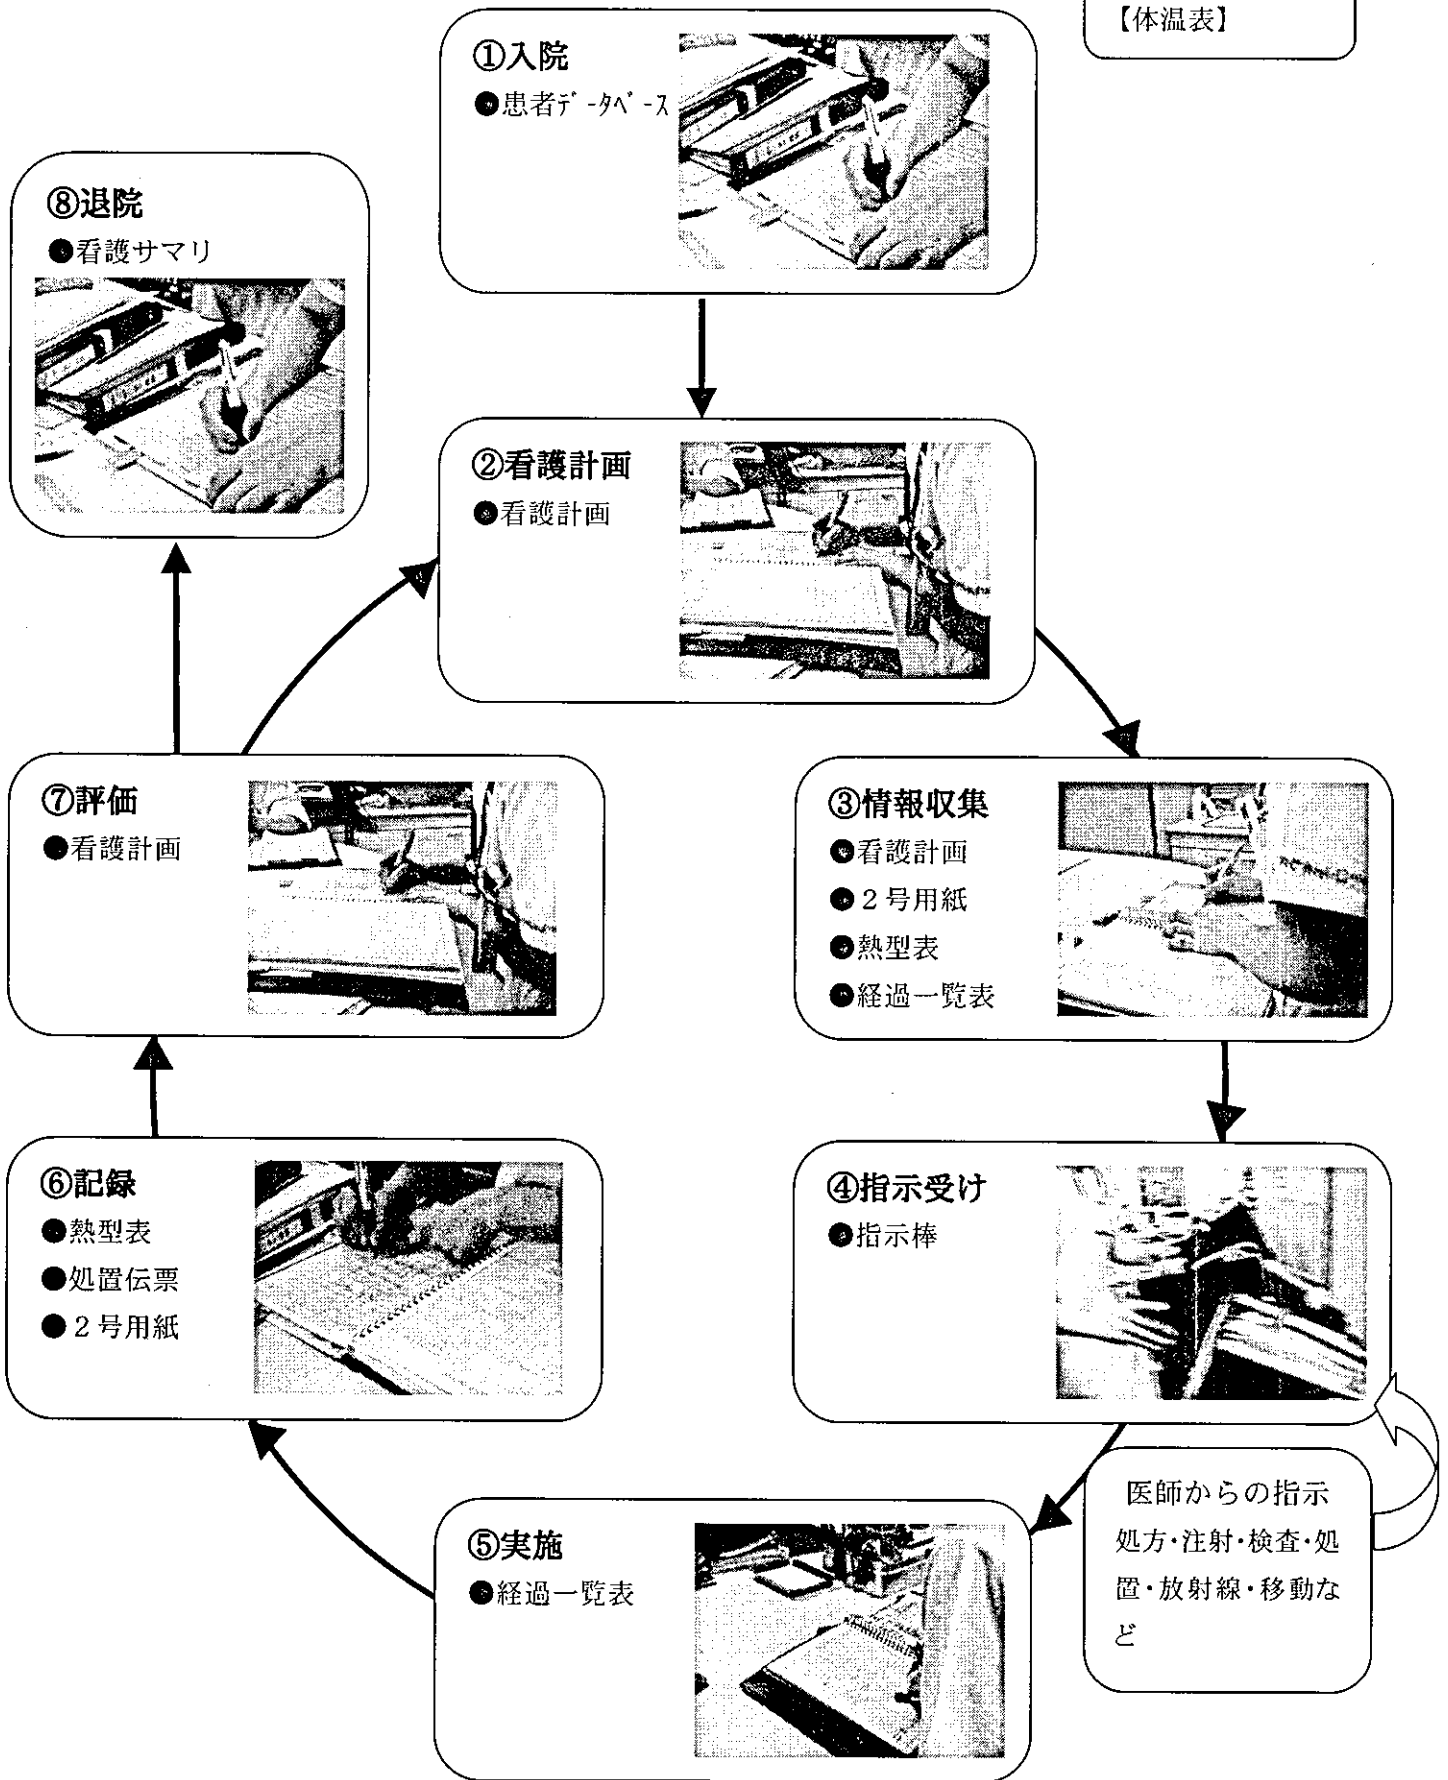 【体温表】
①入院
●患者ﾃﾞｰﾀﾍﾞｰｽ
⑧退院
●看護サマリ
②看護計画
●看護計画
⑦評価
●看護計画
③情報収集
●看護計画
●２号用紙
●熱型表
●経過一覧表
⑥記録
●熱型表
●処置伝票
●２号用紙
④指示受け
●指示棒
医師からの指示
処方・注射・検査・処
置・放射線・移動な
ど
⑤実施
●経過一覧表